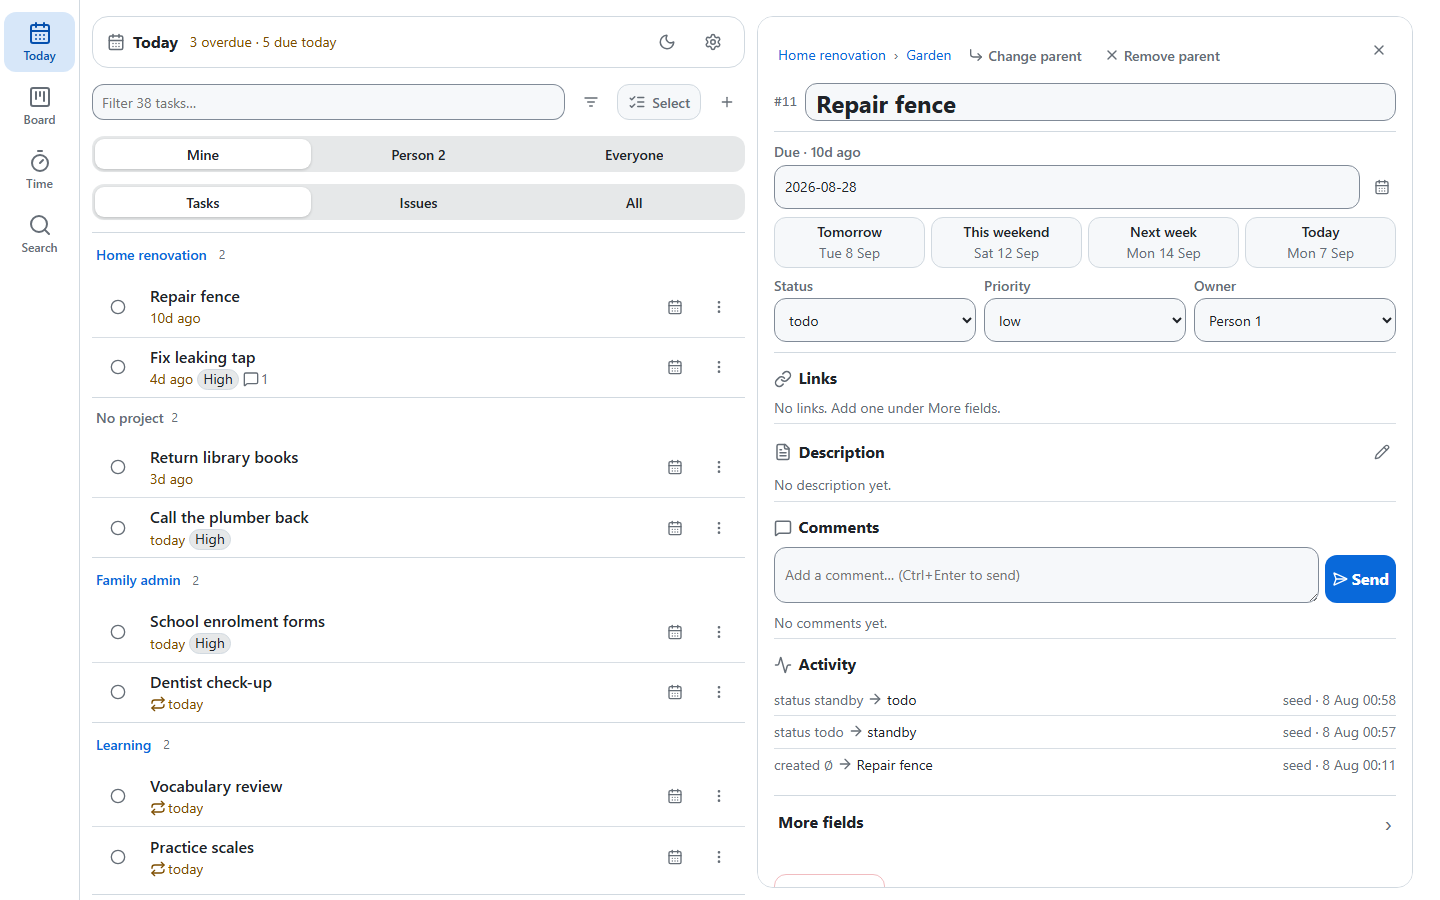 Today
Board
Time
Search
Today 3 overdue · 5 due today
Filter 38 tasks...
Select
Mine Person 2 Everyone
Tasks Issues All
Home renovation 2
Repair fence
10d ago
Fix leaking tap
4d ago High 1
No project 2
Return library books
3d ago
Call the plumber back
today High
Family admin 2
School enrolment forms
today High
Dentist check-up
today
Learning 2
Vocabulary review
today
Practice scales
today
Home renovation › Garden Change parent Remove parent
#11 Repair fence
Due · 10d ago
2026-08-28
Tomorrow This weekend Next week Today
Tue 8 Sep Sat 12 Sep Mon 14 Sep Mon 7 Sep
Status Priority Owner
todo low Person 1
Links
No links. Add one under More fields.
Description
No description yet.
Comments
Add a comment... (Ctrl+Enter to send)
Send
No comments yet.
Activity
status standby → todo seed · 8 Aug 00:58
status todo → standby seed · 8 Aug 00:57
created Ø → Repair fence seed · 8 Aug 00:11
More fields ›